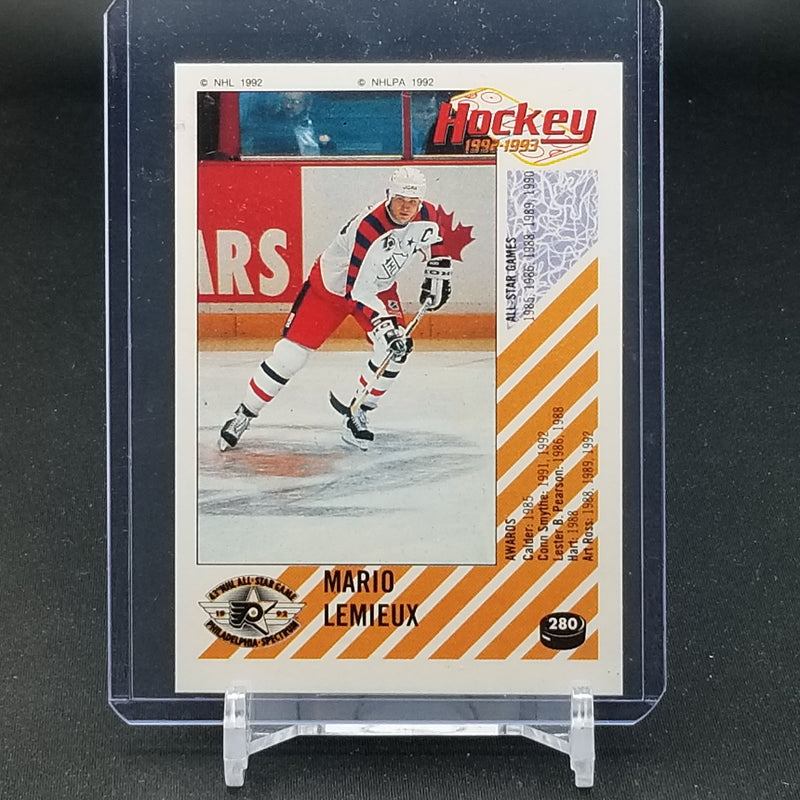 © NHL 1992 © NHLPA 1992
Hockey
1992-1993
ARS
C
ALL-STAR GAMES
1985, 1986, 1988, 1989, 1990
AWARDS
Calder: 1985
Conn Smythe: 1991, 1992
Lester B. Pearson: 1986, 1988
Hart: 1988
Art Ross: 1988, 1989, 1992
43rd NHL ALL-STAR GAME
1992
PHILADELPHIA · SPECTRUM
MARIO
LEMIEUX
280